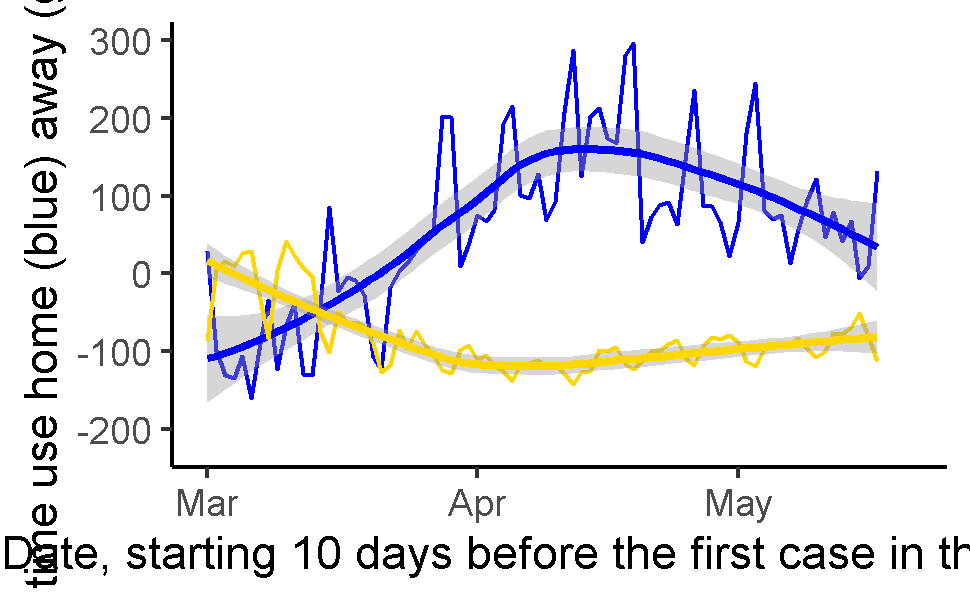 300
200
100
0
-100
-200
time use home (blue) away (
Mar Apr May
Date, starting 10 days before the first case in th